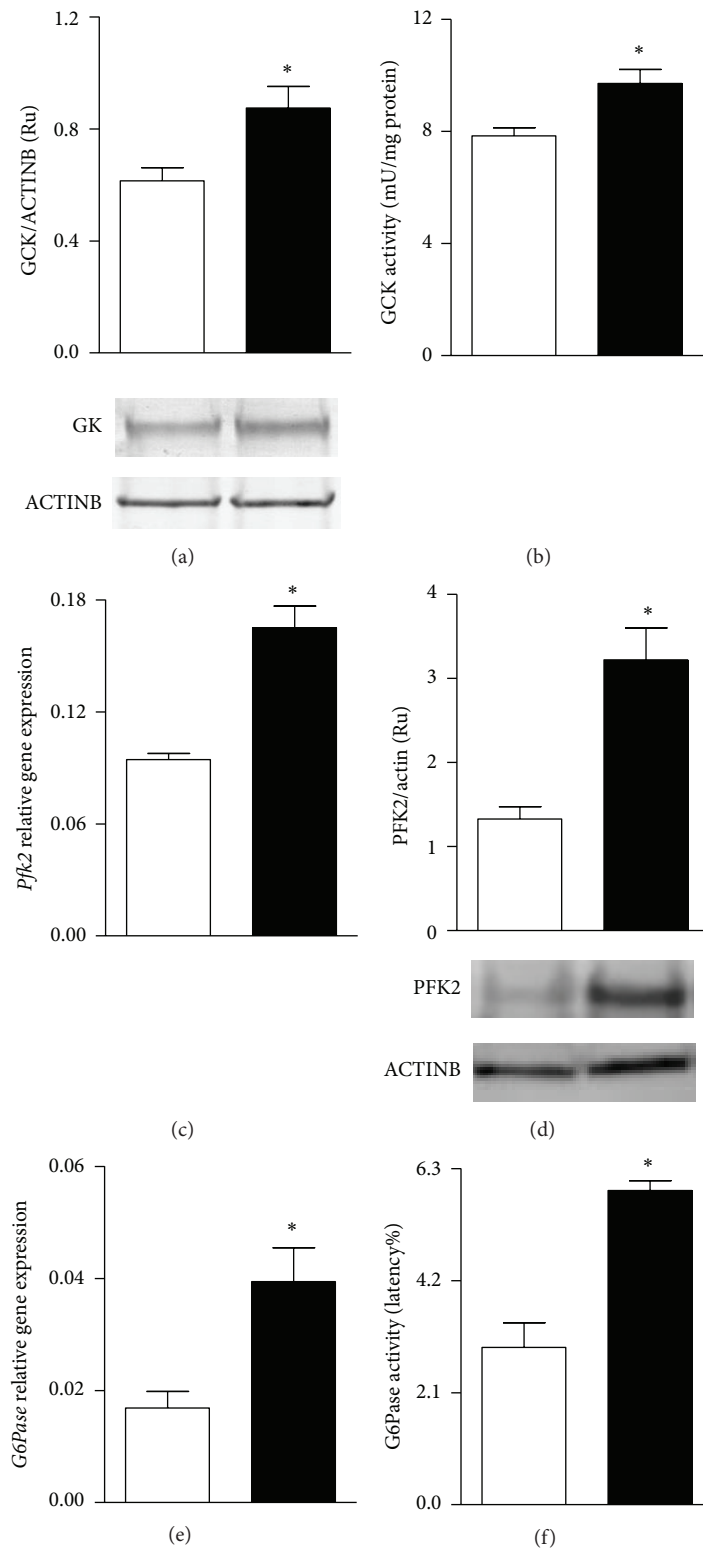 1.2
0.8
0.4
0.0
GCK/ACTINB (Ru)
*
GK
ACTINB
(a)
12
8
4
0
GCK activity (mU/mg protein)
*
(b)
0.18
0.12
0.06
0.00
Pfk2 relative gene expression
*
(c)
4
3
2
1
0
PFK2/actin (Ru)
*
PFK2
ACTINB
(d)
0.06
0.04
0.02
0.00
G6Pase relative gene expression
*
(e)
6.3
4.2
2.1
0.0
G6Pase activity (latency%)
*
(f)